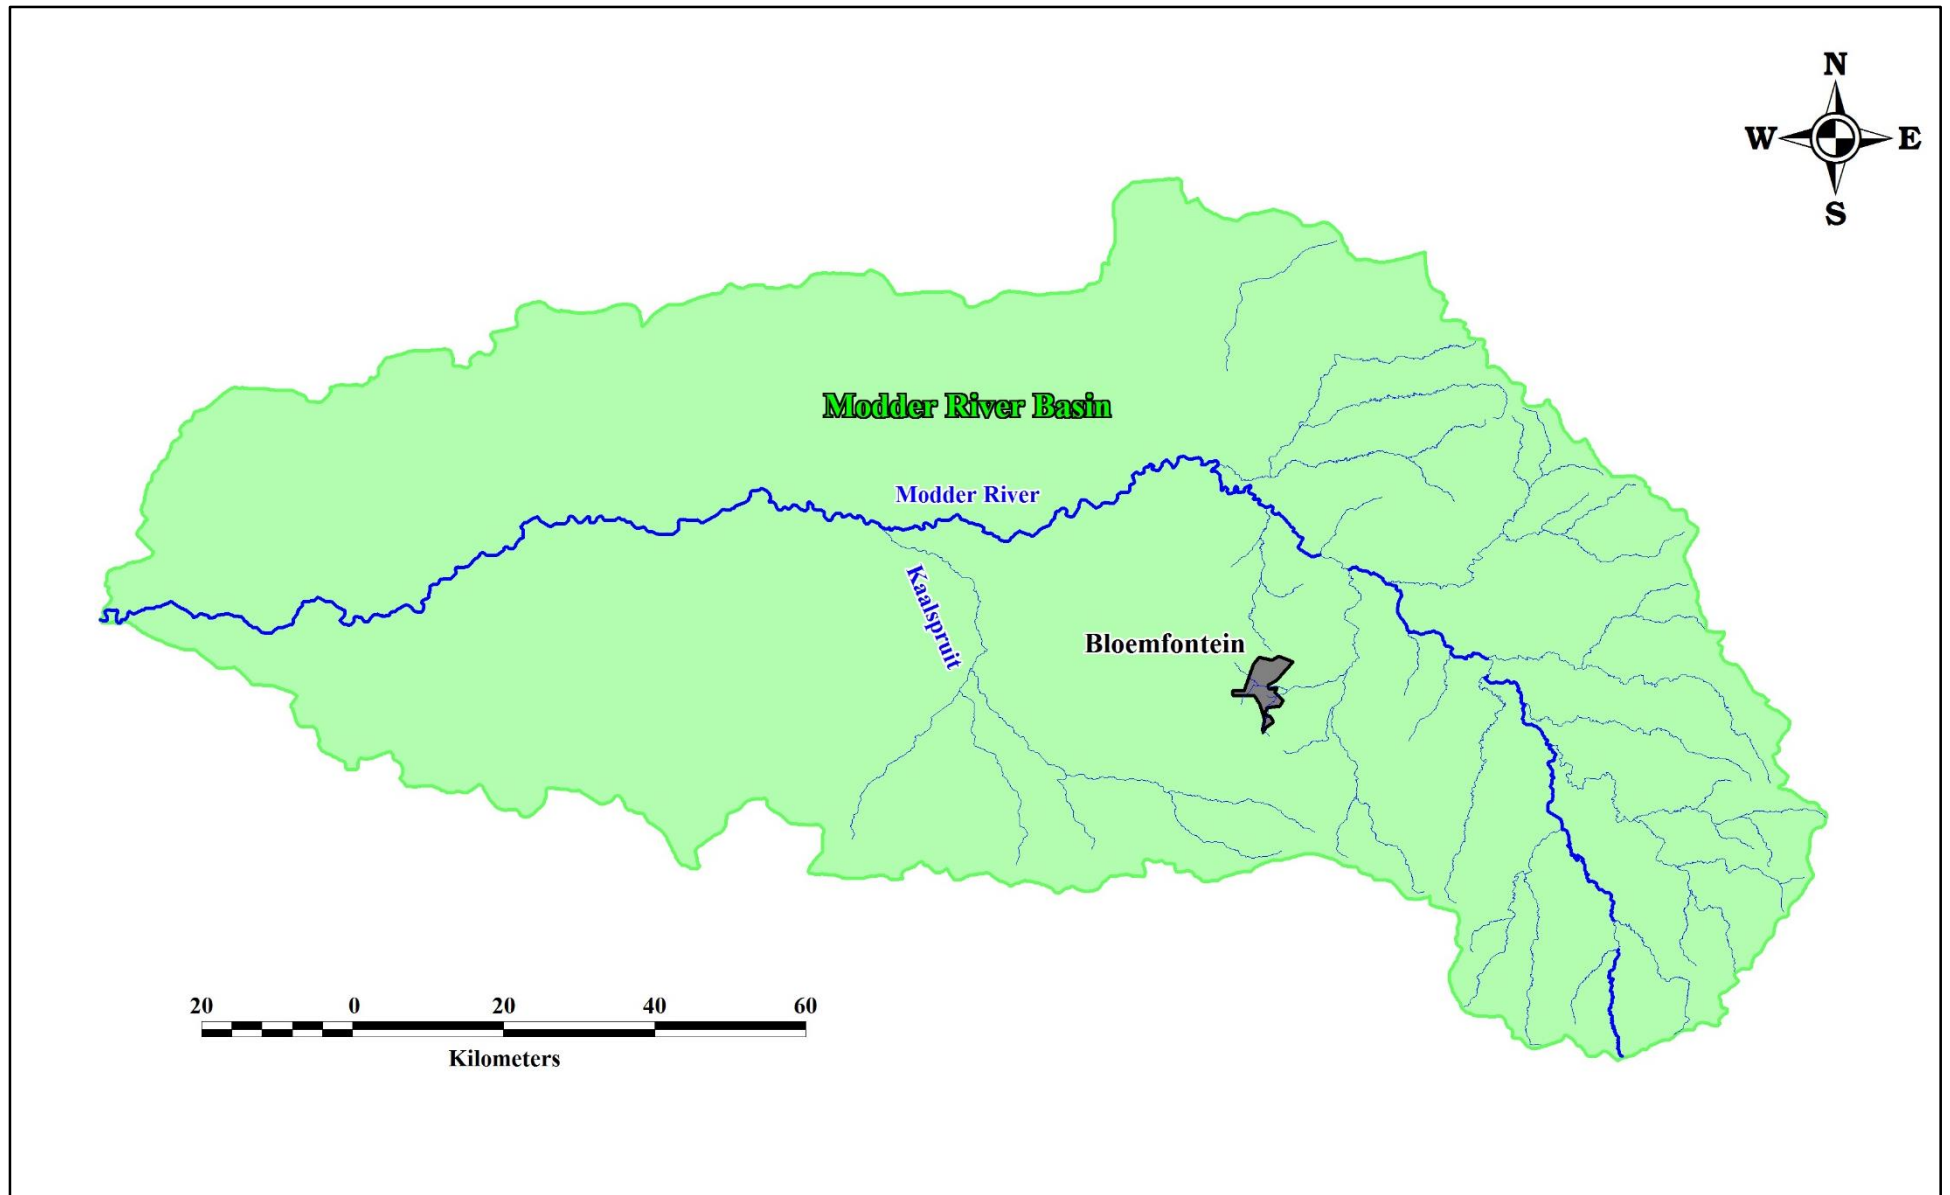 N
W E
S
Modder River Basin
Modder River
Kaalspruit
Bloemfontein
20 0 20 40 60
Kilometers